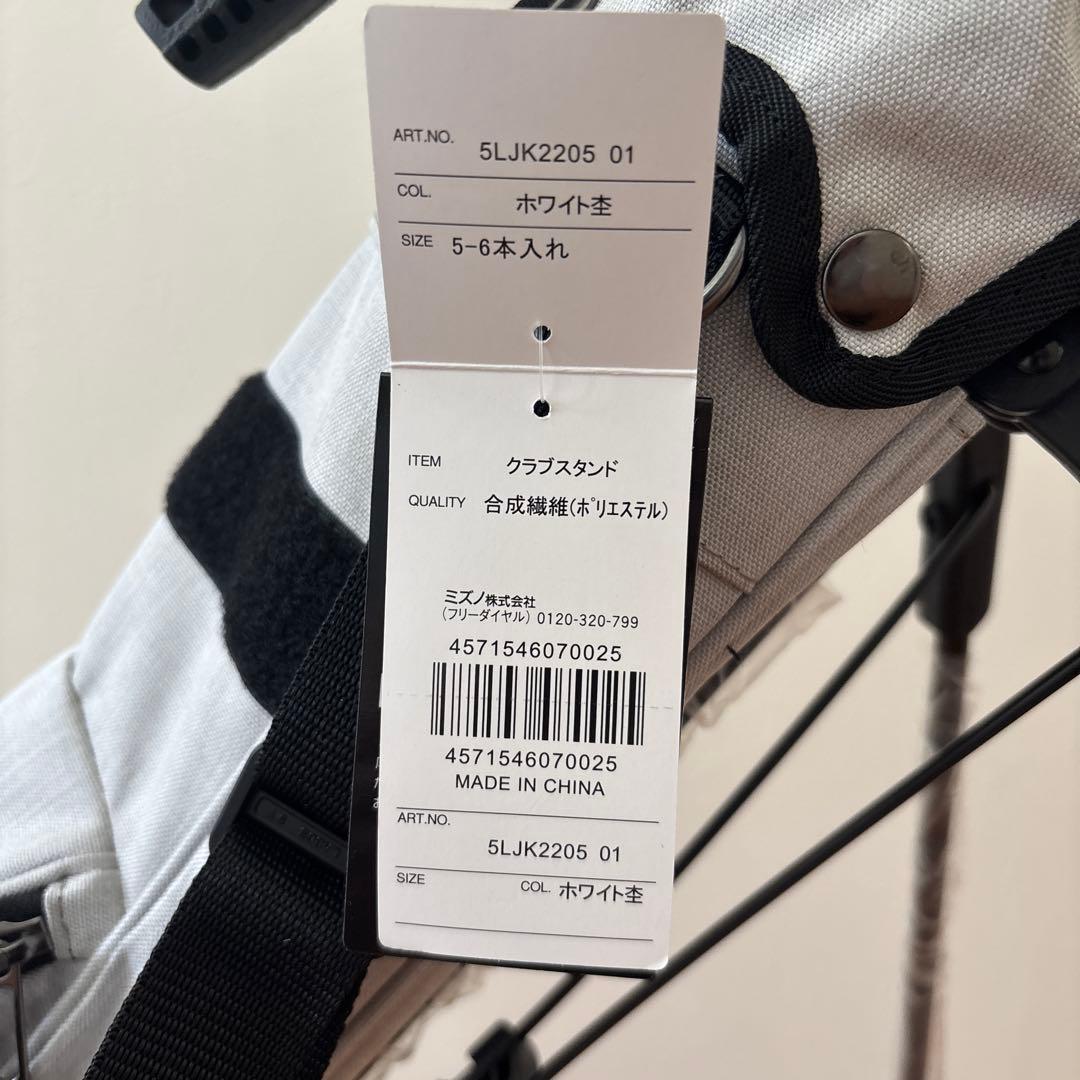 ART.NO. 5LJK2205 01
COL. ホワイト杢
SIZE 5-6本入れ
ITEM クラブスタンド
QUALITY 合成繊維(ポリエステル)
ミズノ株式会社
(フリーダイヤル) 0120-320-799
4571546070025
4571546070025
MADE IN CHINA
ART.NO.
5LJK2205 01
SIZE COL. ホワイト杢